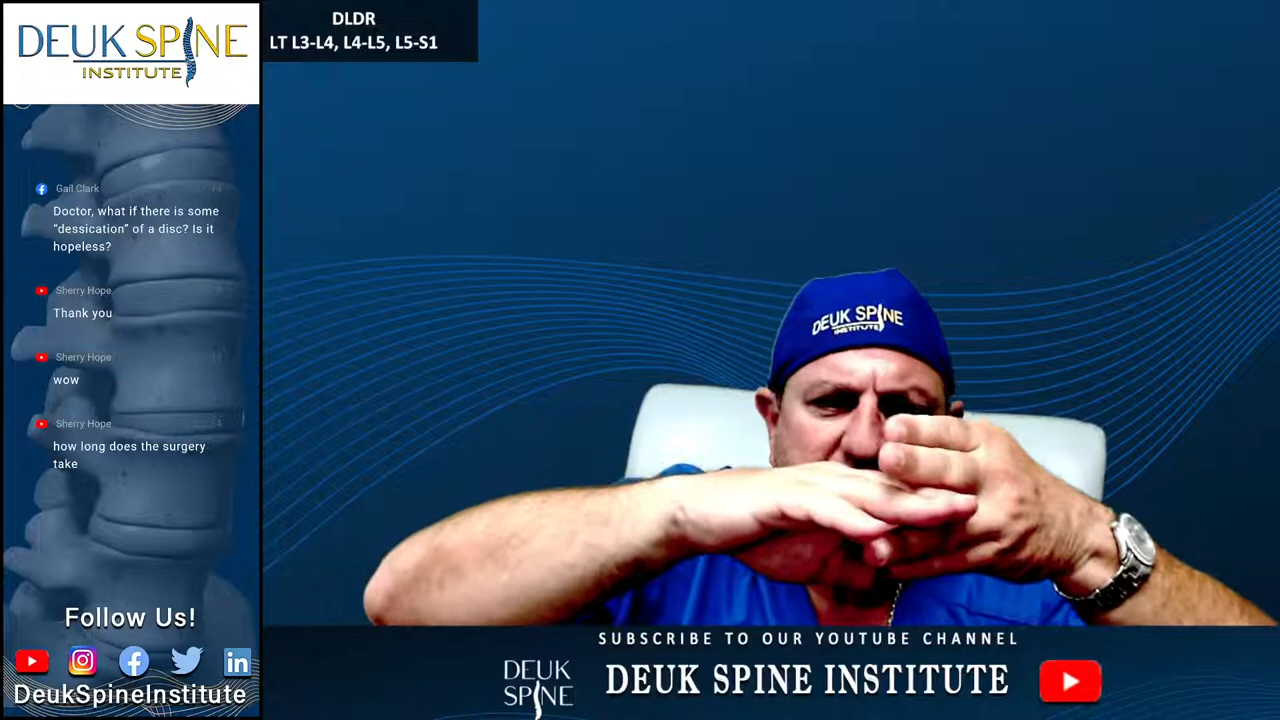 DEUK SPINE
INSTITUTE
DLDR
LT L3-L4, L4-L5, L5-S1
Gail Clark
Doctor, what if there is some
“dessication” of a disc? Is it
hopeless?
Sherry Hope
Thank you
Sherry Hope
wow
Sherry Hope
how long does the surgery
take
Follow Us!
in
DeukSpineInstitute
DEUK SPINE
INSTITUTE
SUBSCRIBE TO OUR YOUTUBE CHANNEL
DEUK
SPINE
DEUK SPINE INSTITUTE